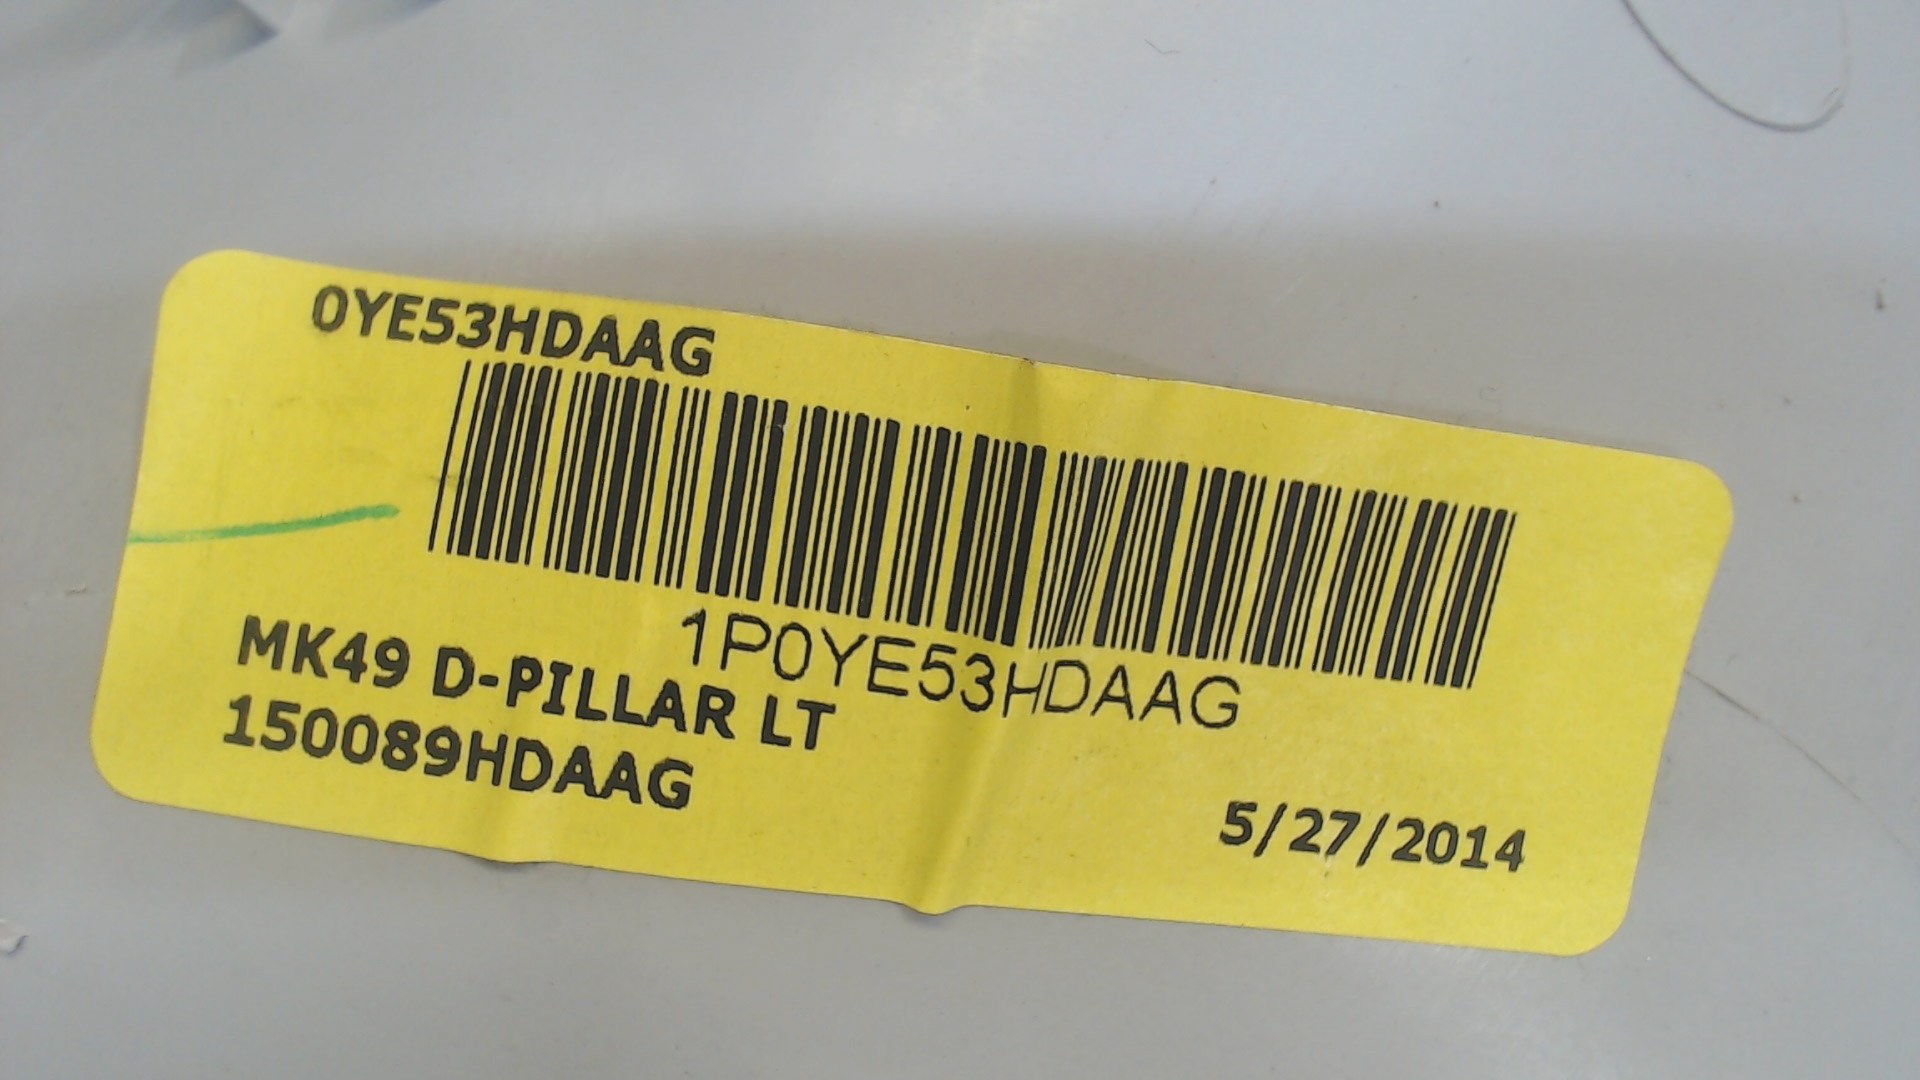 0YE53HDAAG
1P0YE53HDAAG
MK49 D-PILLAR LT
150089HDAAG
5/27/2014